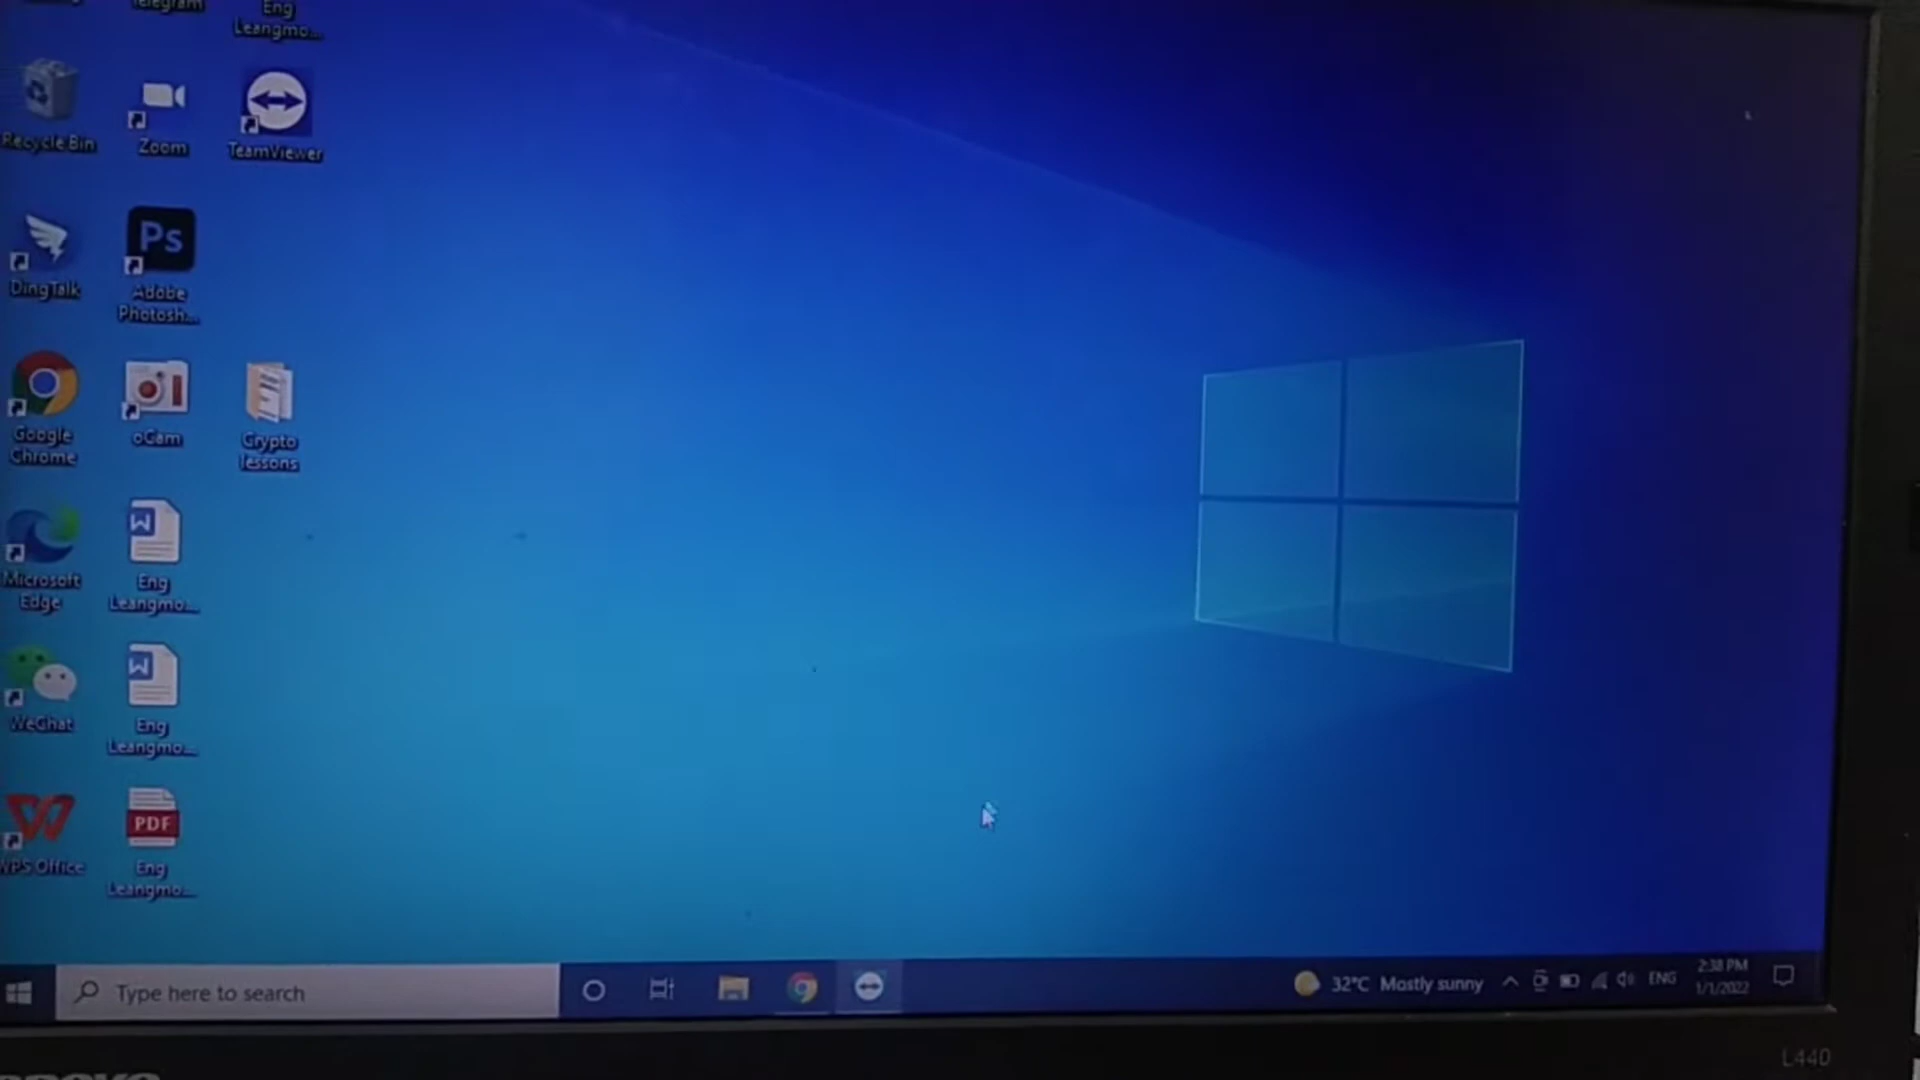 Telegram
Eng
Leangmo...
Recycle Bin
Zoom
TeamViewer
DingTalk
Ps
Adobe
Photosh...
Google
Chrome
oCam
Crypto
lessons
Microsoft
Edge
W
Eng
Leangmo...
WeChat
W
Eng
Leangmo...
WPS Office
PDF
Eng
Leangmo...
Type here to search
32°C Mostly sunny
ENG
2:38 PM
1/1/2022
L440